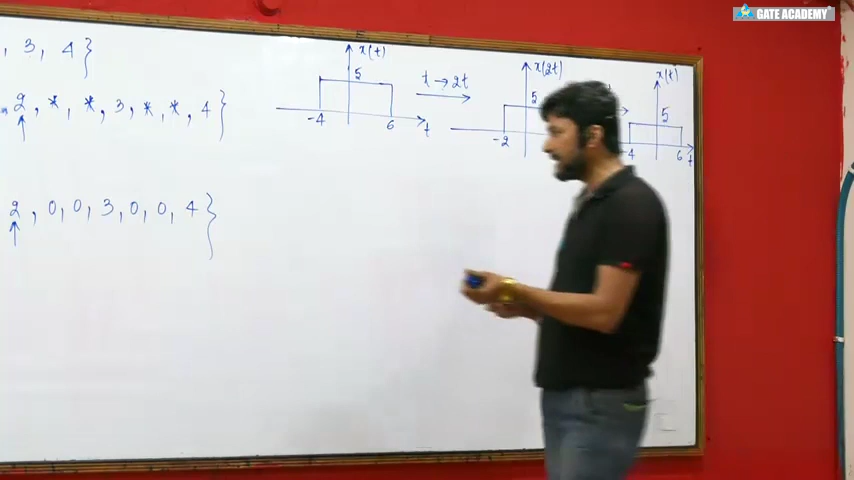 , 3, 4}
2, *, *, 3, *, *, 4}
↑
2, 0, 0, 3, 0, 0, 4}
↑
x(t)
5
-4
6
t
t → 2t
x(2t)
5
-2
x(t)
5
-4
6
t
GATE ACADEMY